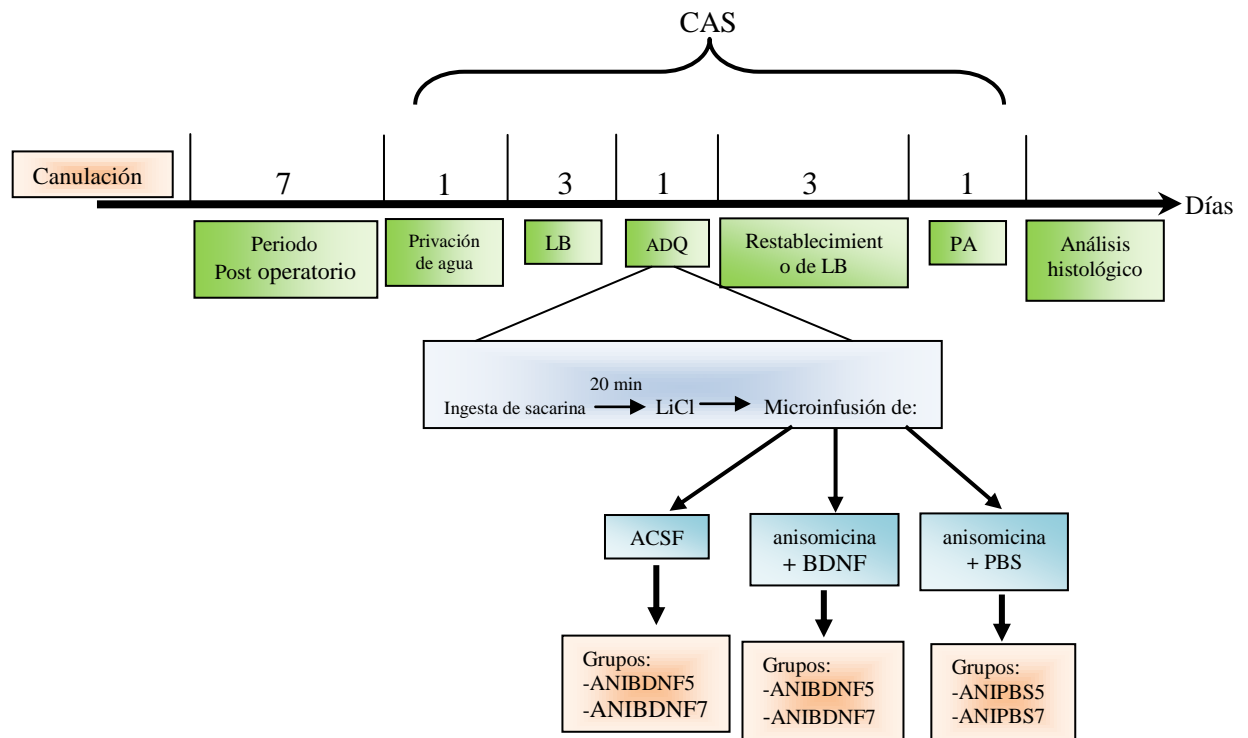 CAS
Canulación
7
1
3
1
3
1
Días
Periodo
Post operatorio
Privación
de agua
LB
ADQ
Restablecimient
o de LB
PA
Análisis
histológico
20 min
Ingesta de sacarina
LiCl
Microinfusión de:
ACSF
anisomicina
+ BDNF
anisomicina
+ PBS
Grupos:
-ANIBDNF5
-ANIBDNF7
Grupos:
-ANIBDNF5
-ANIBDNF7
Grupos:
-ANIPBS5
-ANIPBS7